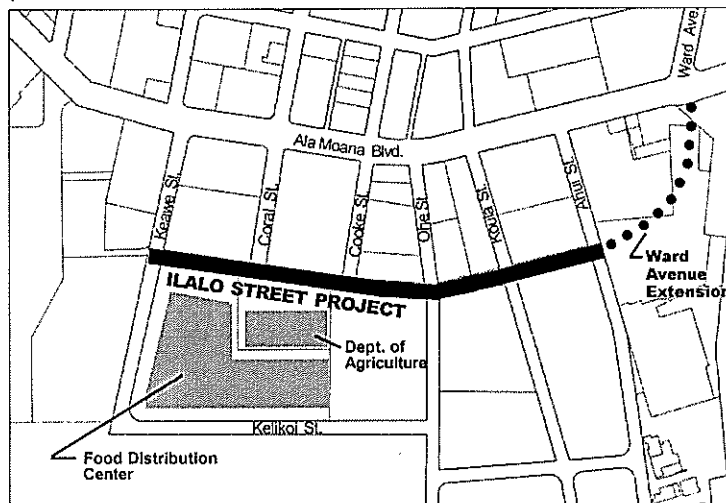 Ward Ave.
Ala Moana Blvd.
Keawe St.
Coral St.
Cooke St.
Ohe St.
Koula St.
Ahui St.
Ward
Avenue
Extension
ILALO STREET PROJECT
Dept. of
Agriculture
Kelikoi St.
Food Distribution
Center